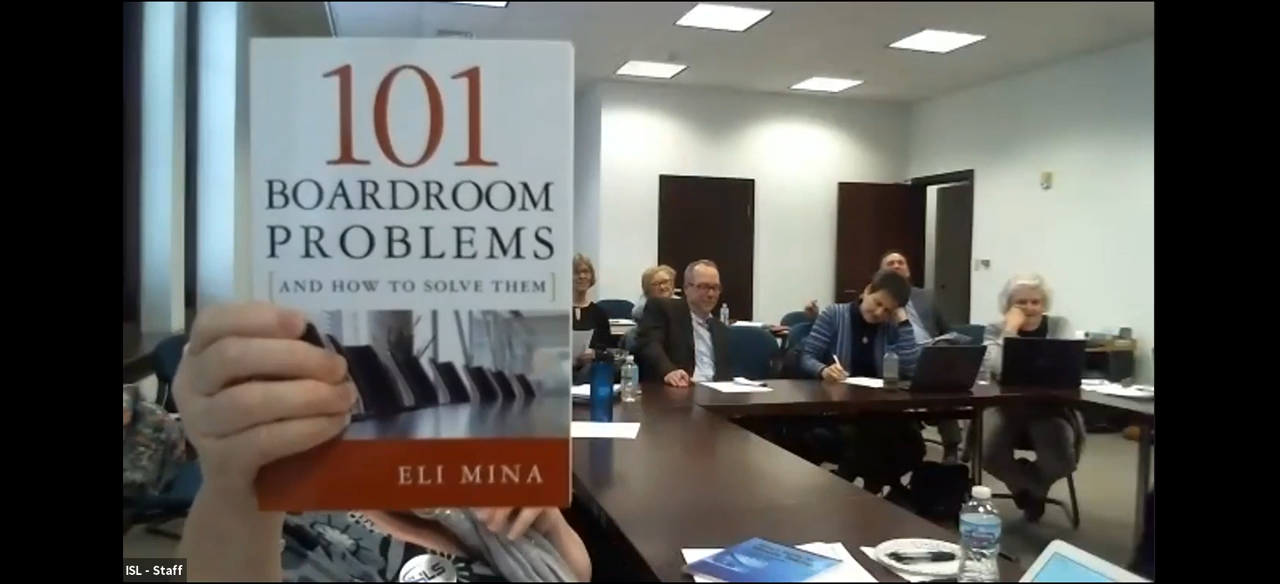 101
BOARDROOM
PROBLEMS
[AND HOW TO SOLVE THEM]
ELI MINA
ISL - Staff